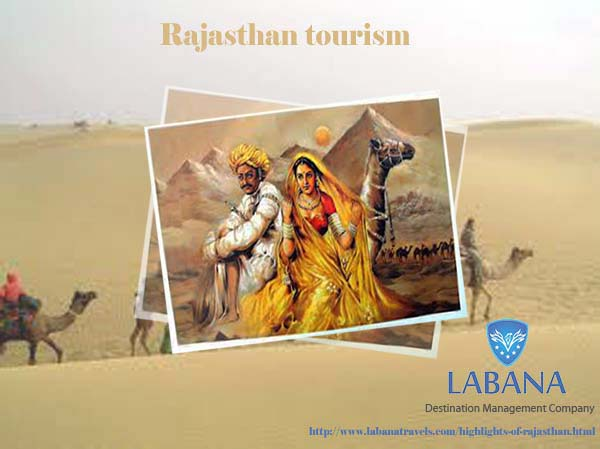 Rajasthan tourism
LABANA
Destination Management Company
http://www.labanatravels.com/highlights-of-rajasthan.html